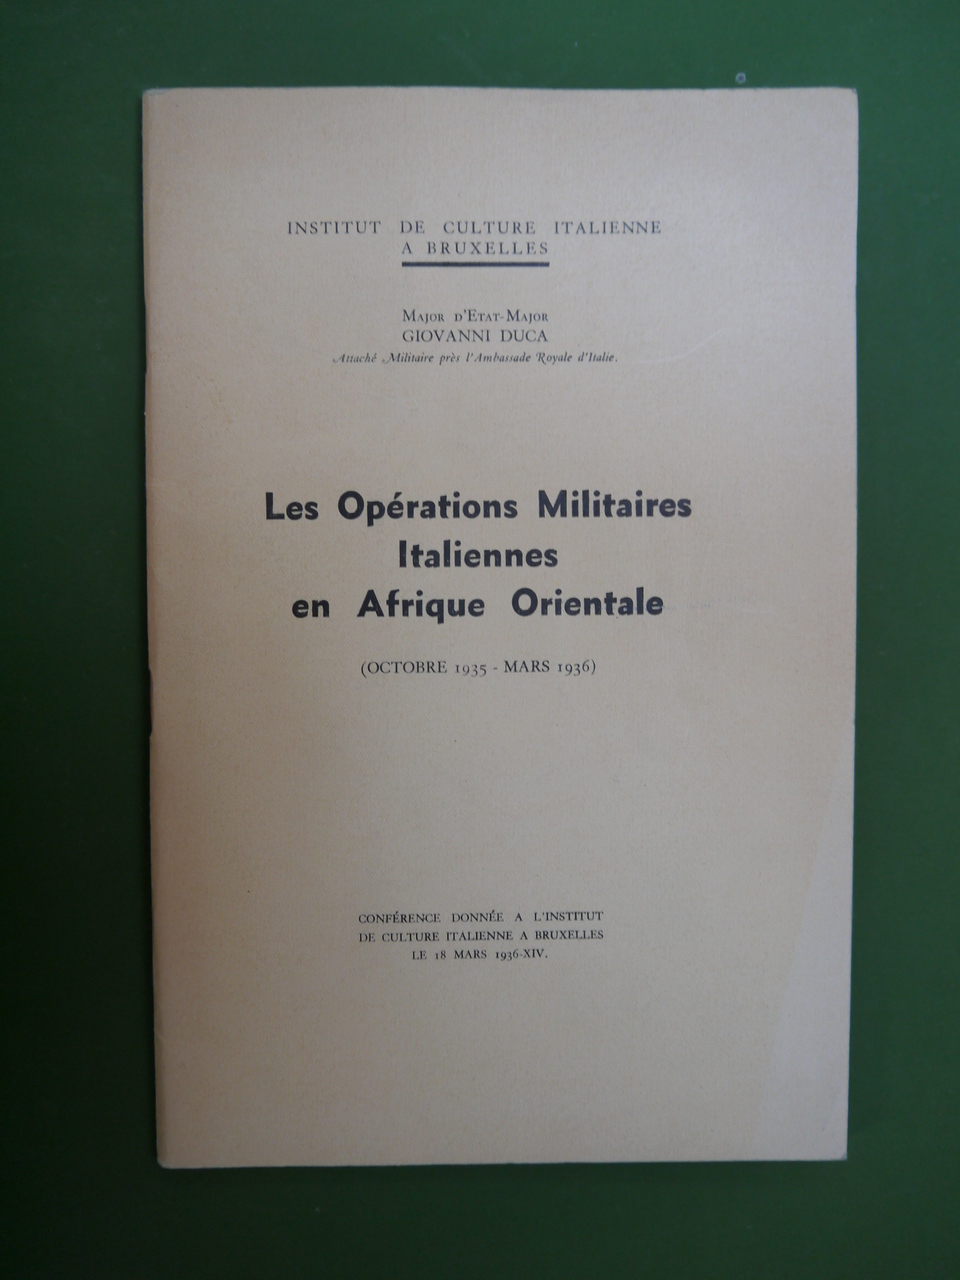 INSTITUT DE CULTURE ITALIENNE
A BRUXELLES
MAJOR D'ETAT-MAJOR
GIOVANNI DUCA
Attaché Militaire près l'Ambassade Royale d'Italie.
Les Opérations Militaires
Italiennes
en Afrique Orientale
(OCTOBRE 1935 - MARS 1936)
CONFÉRENCE DONNÉE A L'INSTITUT
DE CULTURE ITALIENNE A BRUXELLES
LE 18 MARS 1936-XIV.